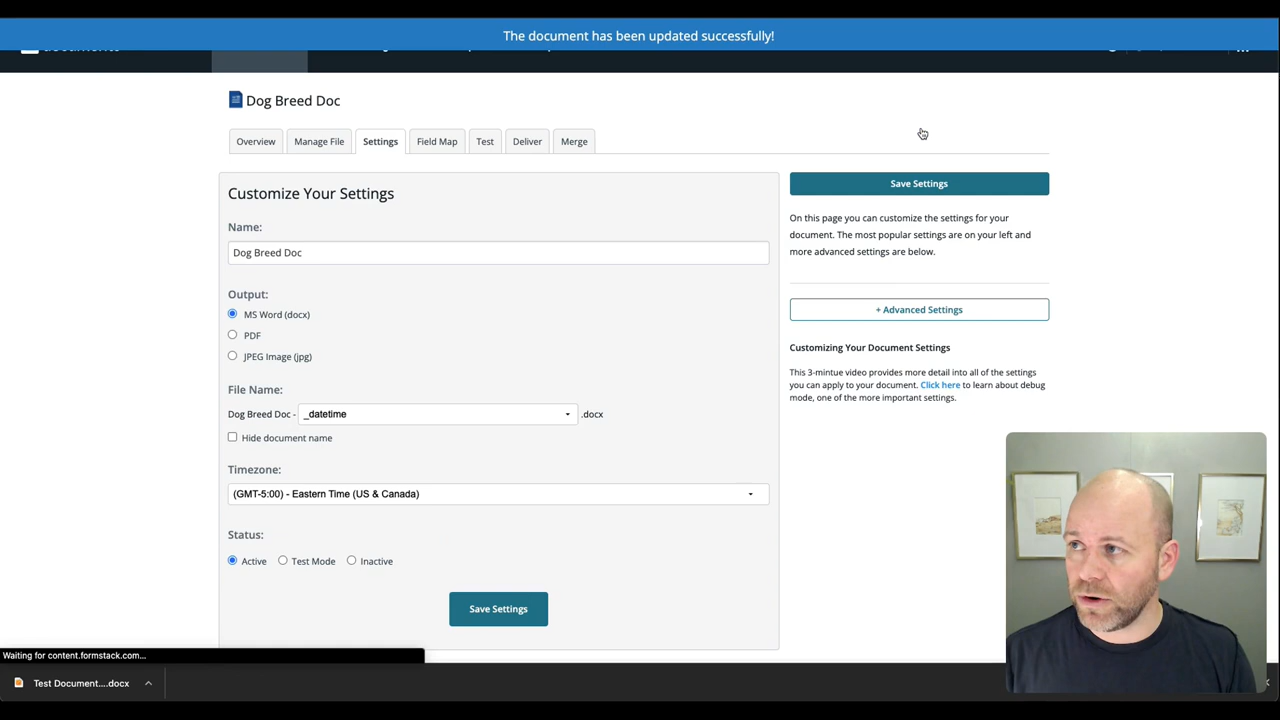 The document has been updated successfully!
Dog Breed Doc
Overview
Manage File
Settings
Field Map
Test
Deliver
Merge
Customize Your Settings
Name:
Dog Breed Doc
Output:
MS Word (docx)
PDF
JPEG Image (jpg)
File Name:
Dog Breed Doc - _datetime .docx
Hide document name
Timezone:
(GMT-5:00) - Eastern Time (US & Canada)
Status:
Active
Test Mode
Inactive
Save Settings
Save Settings
On this page you can customize the settings for your
document. The most popular settings are on your left and
more advanced settings are below.
+ Advanced Settings
Customizing Your Document Settings
This 3-mintue video provides more detail into all of the settings
you can apply to your document. Click here to learn about debug
mode, one of the more important settings.
Waiting for content.formstack.com...
Test Document....docx